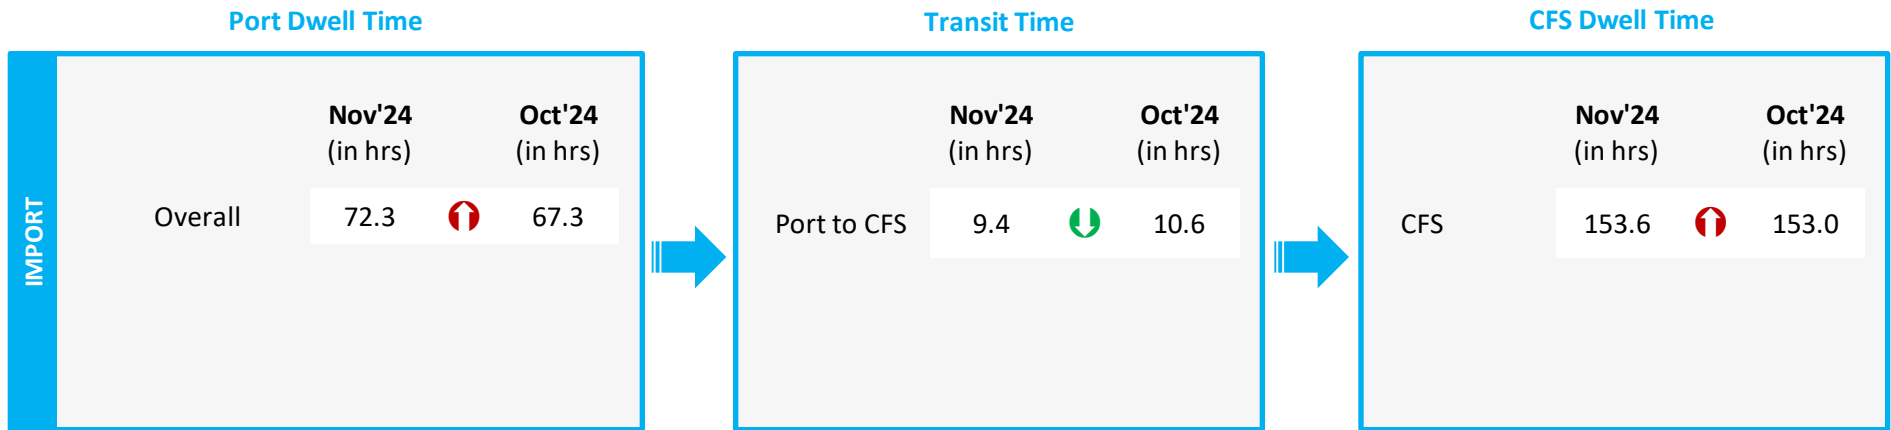 Port Dwell Time
Transit Time
CFS Dwell Time
IMPORT
Nov'24 Oct'24
(in hrs) (in hrs)
Overall 72.3 67.3
Nov'24 Oct'24
(in hrs) (in hrs)
Port to CFS 9.4 10.6
Nov'24 Oct'24
(in hrs) (in hrs)
CFS 153.6 153.0